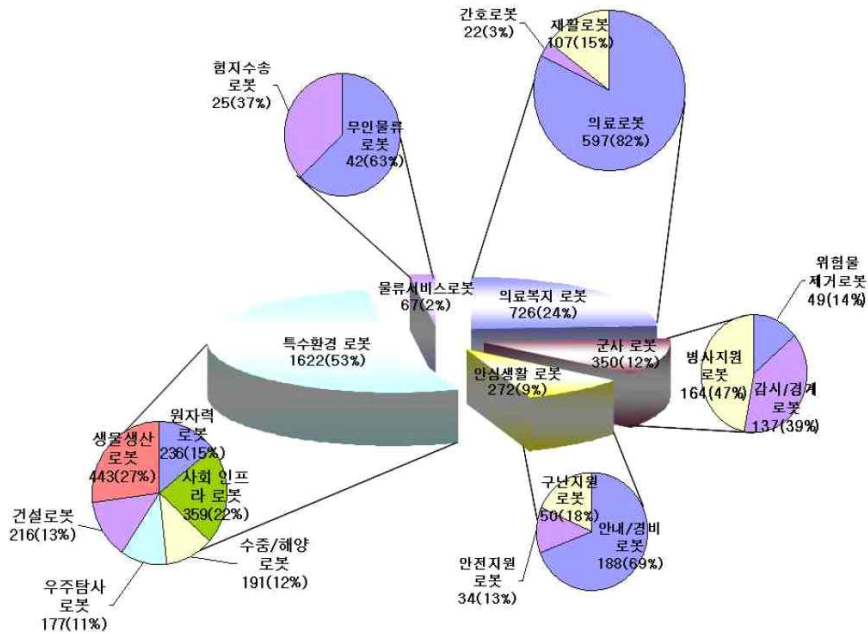 간호로봇
22(3%)
재활로봇
107(15%)
의료로봇
597(82%)
험지수송
로봇
25(37%)
무인물류
로봇
42(63%)
물류서비스로봇
67(2%)
의료복지 로봇
726(24%)
위험물
제거로봇
49(14%)
병사지원
로봇
164(47%)
감시/경계
로봇
137(39%)
군사 로봇
350(12%)
특수환경 로봇
1622(53%)
안심생활 로봇
272(9%)
원자력
로봇
236(15%)
생물생산
로봇
443(27%)
사회 인프
라 로봇
359(22%)
건설로봇
216(13%)
수중/해양
로봇
191(12%)
우주탐사
로봇
177(11%)
구난지원
로봇
50(18%)
안내/경비
로봇
188(69%)
안전지원
로봇
34(13%)